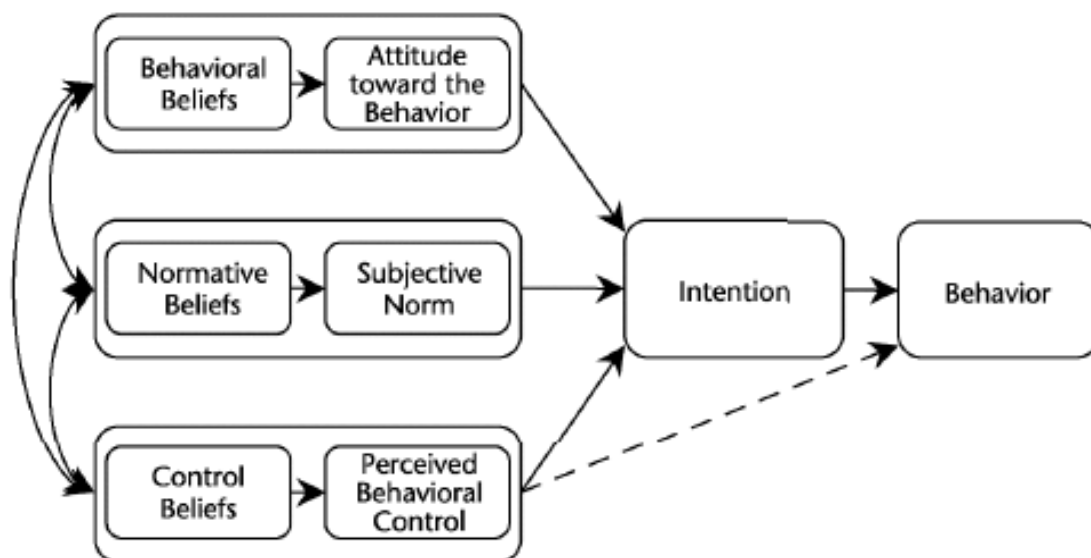 Behavioral
Beliefs
Attitude
toward the
Behavior
Normative
Beliefs
Subjective
Norm
Intention
Behavior
Control
Beliefs
Perceived
Behavioral
Control